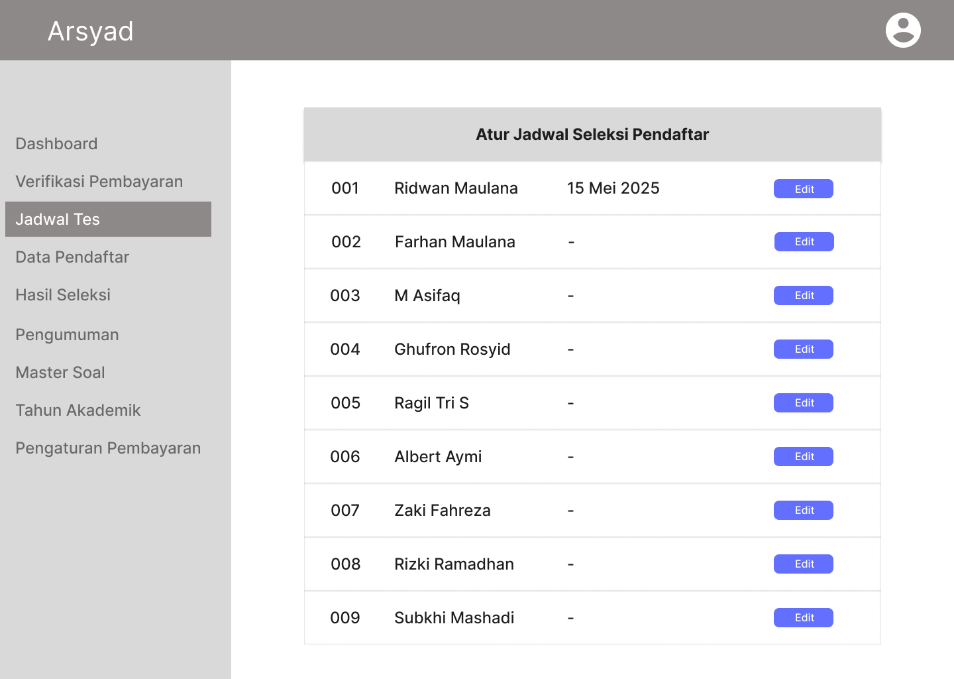 Arsyad
Dashboard
Verifikasi Pembayaran
Jadwal Tes
Data Pendaftar
Hasil Seleksi
Pengumuman
Master Soal
Tahun Akademik
Pengaturan Pembayaran
Atur Jadwal Seleksi Pendaftar
001 Ridwan Maulana 15 Mei 2025 Edit
002 Farhan Maulana - Edit
003 M Asifaq - Edit
004 Ghufron Rosyid - Edit
005 Ragil Tri S - Edit
006 Albert Aymi - Edit
007 Zaki Fahreza - Edit
008 Rizki Ramadhan - Edit
009 Subkhi Mashadi - Edit